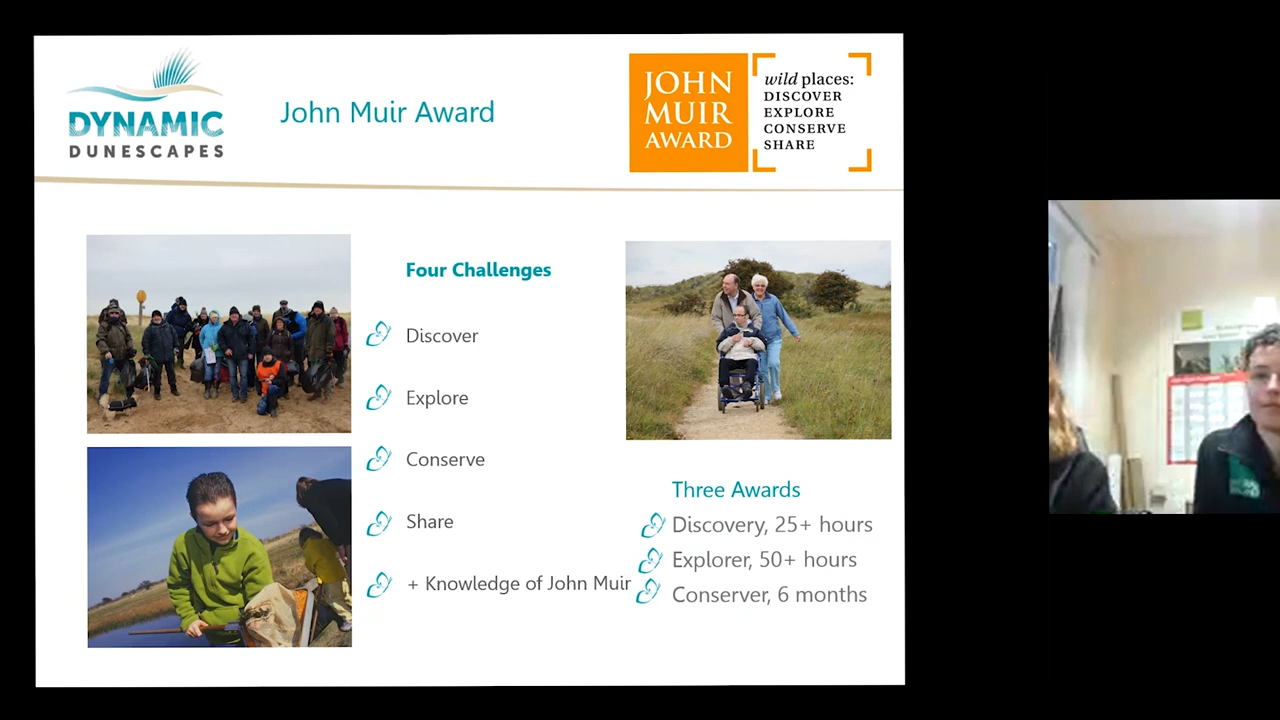 DYNAMIC
DUNESCAPES
John Muir Award
JOHN
MUIR
AWARD
wild places:
DISCOVER
EXPLORE
CONSERVE
SHARE
Four Challenges
Discover
Explore
Conserve
Share
+ Knowledge of John Muir
Three Awards
Discovery, 25+ hours
Explorer, 50+ hours
Conserver, 6 months